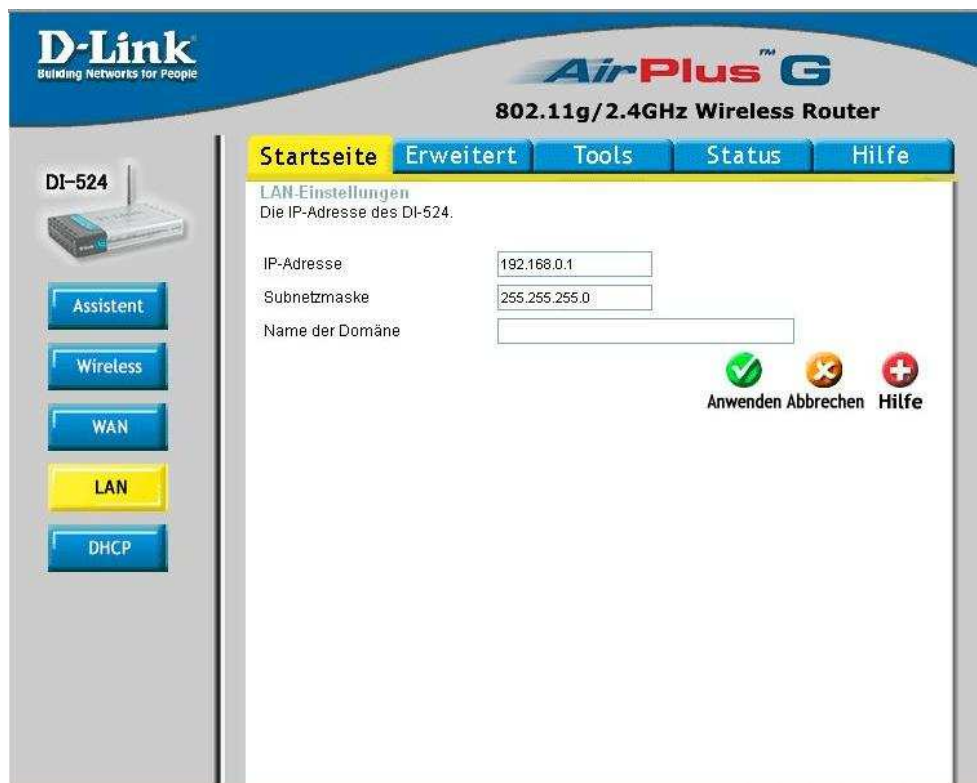 D-Link
Building Networks for People
AirPlus G
TM
802.11g/2.4GHz Wireless Router
DI-524
Startseite Erweitert Tools Status Hilfe
LAN-Einstellungen
Die IP-Adresse des DI-524.
IP-Adresse 192.168.0.1
Subnetzmaske 255.255.255.0
Name der Domäne
Anwenden Abbrechen Hilfe
Assistent
Wireless
WAN
LAN
DHCP